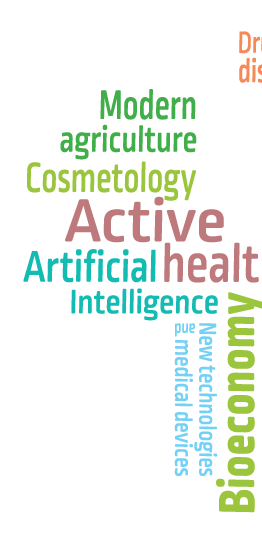 Dr
dis
Modern
agriculture
Cosmetology
Active
healt
Artificial
Intelligence
New technologies
and
medical devices
Bioeconomy